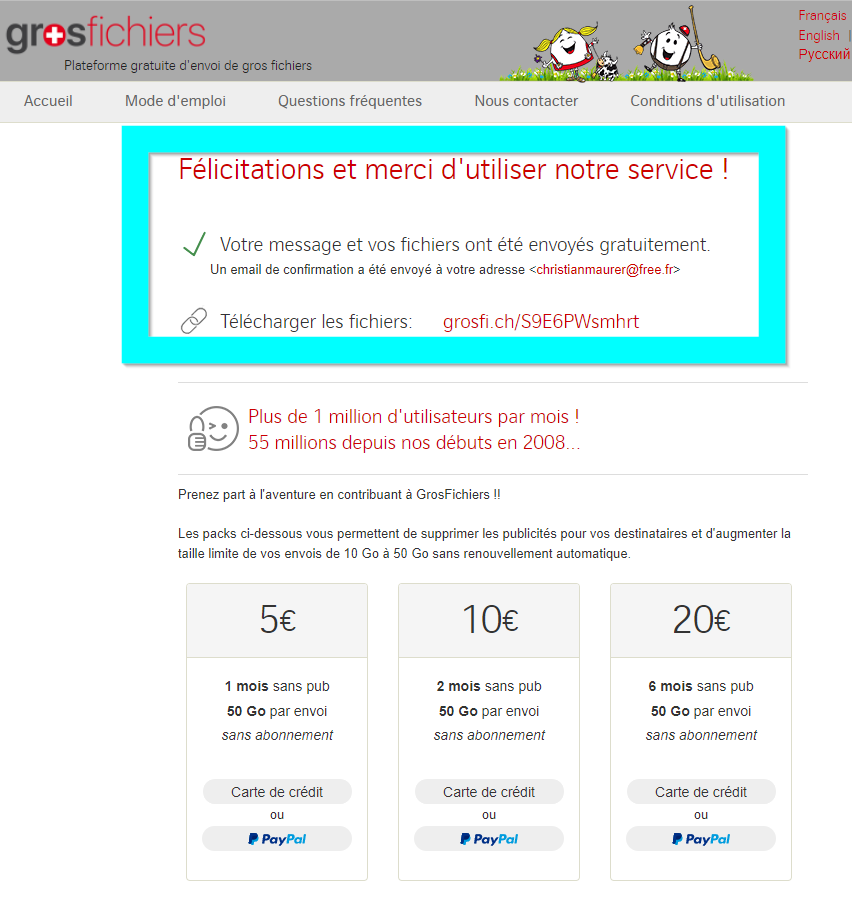 grosfichiers
Plateforme gratuite d'envoi de gros fichiers
Français
English |
Русский
Accueil Mode d'emploi Questions fréquentes Nous contacter Conditions d'utilisation
Félicitations et merci d'utiliser notre service !
Votre message et vos fichiers ont été envoyés gratuitement.
Un email de confirmation a été envoyé à votre adresse <christianmaurer@free.fr>
Télécharger les fichiers: grosfi.ch/S9E6PWsmhrt
Plus de 1 million d'utilisateurs par mois !
55 millions depuis nos débuts en 2008...
Prenez part à l'aventure en contribuant à GrosFichiers !!
Les packs ci-dessous vous permettent de supprimer les publicités pour vos destinataires et d'augmenter la
taille limite de vos envois de 10 Go à 50 Go sans renouvellement automatique.
5€
1 mois sans pub
50 Go par envoi
sans abonnement
Carte de crédit
ou
PayPal
10€
2 mois sans pub
50 Go par envoi
sans abonnement
Carte de crédit
ou
PayPal
20€
6 mois sans pub
50 Go par envoi
sans abonnement
Carte de crédit
ou
PayPal